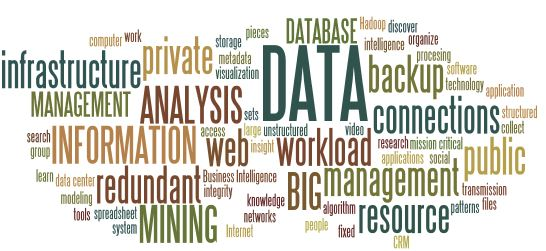 DATABASE Hadoop discover
computer work
storage pieces
intelligence organize
private
infrastructure
metadata
visualization
DATA
procesing
software
backup
technology
application
MANAGEMENT
ANALYSIS
sets
connections
structured
collect
search
group
INFORMATION
access
large unstructured
video
web
insight
workload
research mission critical
applications social
public
learn data center
redundant
Business Intelligence
integrity
BIG
management
transmission
modeling
tools spreadsheet
system
MINING
knowledge
networks
Internet
people
algorithm
fixed
resource
patterns files
CRM